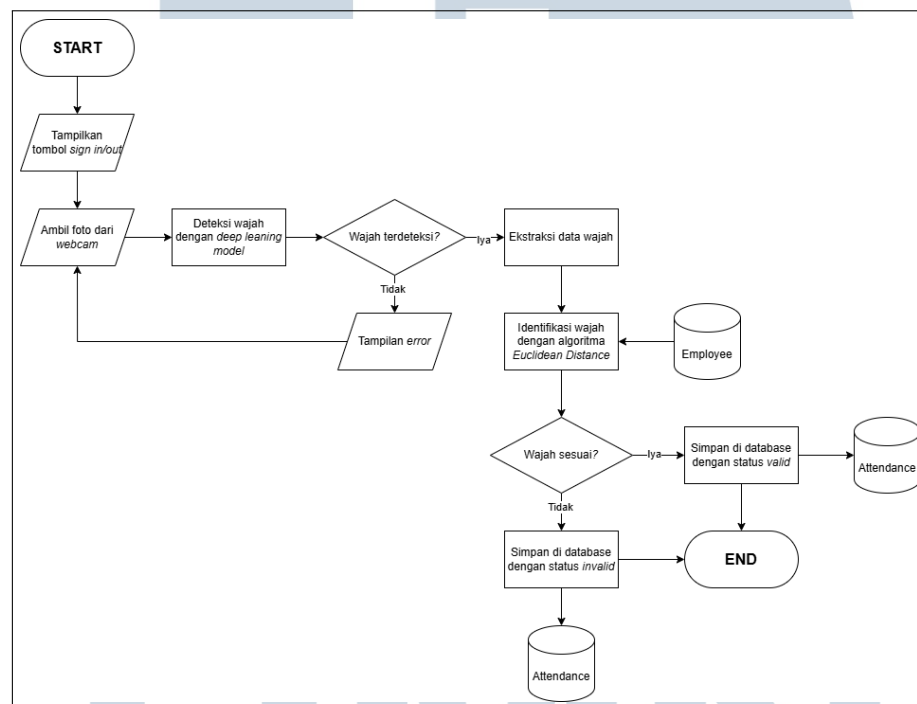 START
Tampilkan
tombol sign in/out
Ambil foto dari
webcam
Deteksi wajah
dengan deep leaning
model
Wajah terdeteksi?
Iya
Ekstraksi data wajah
Tidak
Tampilan error
Identifikasi wajah
dengan algoritma
Euclidean Distance
Employee
Wajah sesuai?
Iya
Simpan di database
dengan status valid
Attendance
Tidak
Simpan di database
dengan status invalid
END
Attendance